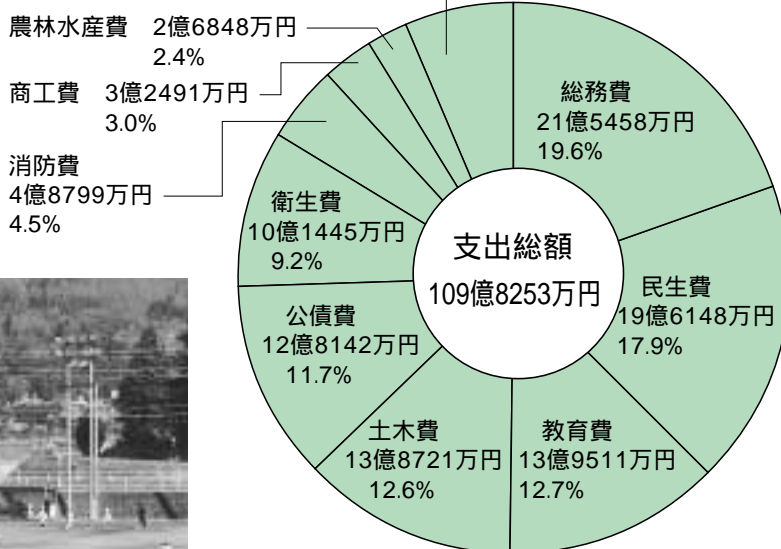 農林水産費　2億6848万円
2.4%
商工費　3億2491万円
3.0%
消防費
4億8799万円
4.5%
衛生費
10億1445万円
9.2%
公債費
12億8142万円
11.7%
土木費
13億8721万円
12.6%
教育費
13億9511万円
12.7%
民生費
19億6148万円
17.9%
総務費
21億5458万円
19.6%
支出総額
109億8253万円